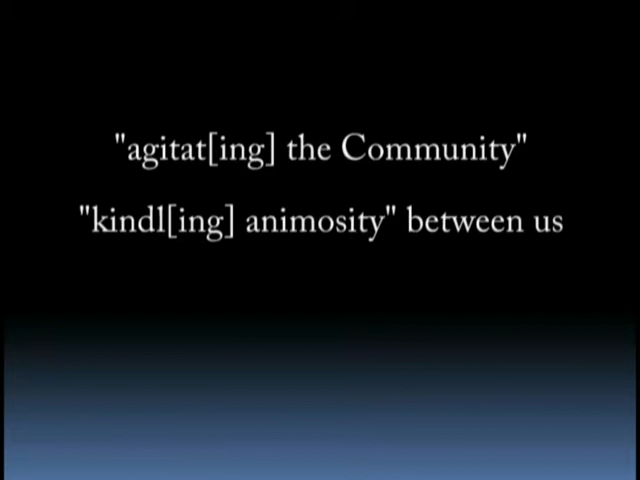 "agitat[ing] the Community"
"kindl[ing] animosity" between us